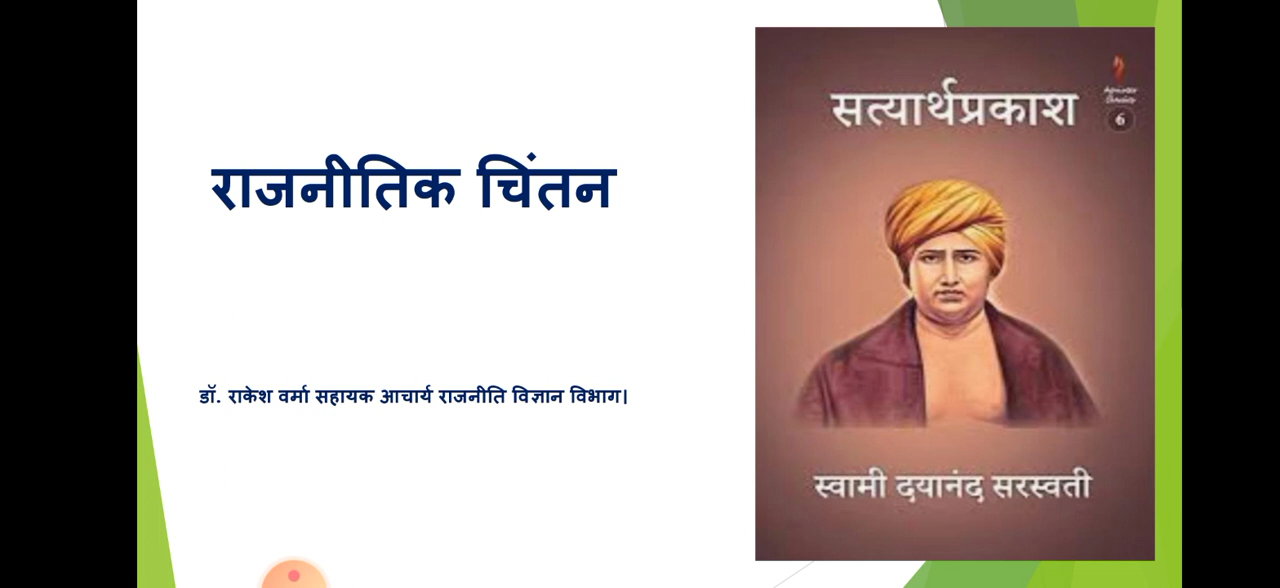 राजनीतिक चिंतन
डॉ. राकेश वर्मा सहायक आचार्य राजनीति विज्ञान विभाग|
सत्यार्थप्रकाश
6
स्वामी दयानंद सरस्वती